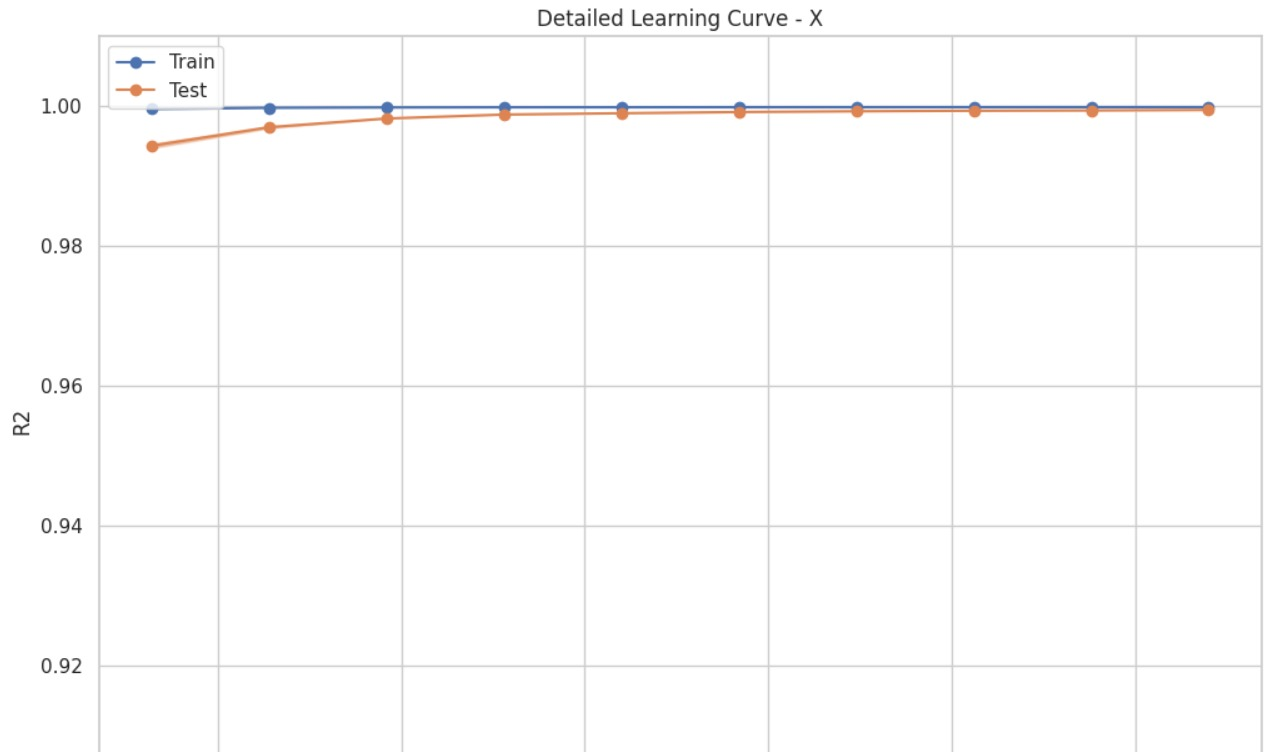 Detailed Learning Curve - X
Train
Test
1.00
0.98
0.96
R2
0.94
0.92